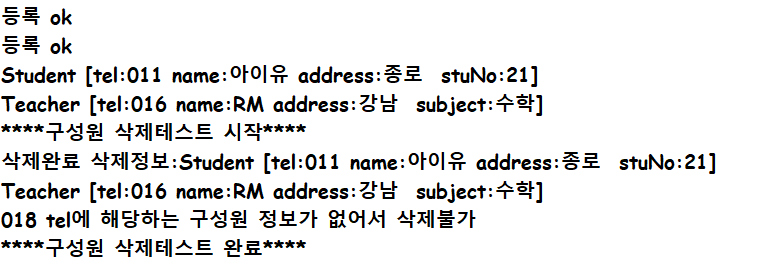 등록 ok
등록 ok
Student [tel:011 name:아이유 address:종로  stuNo:21]
Teacher [tel:016 name:RM address:강남  subject:수학]
****구성원 삭제테스트 시작****
삭제완료 삭제정보:Student [tel:011 name:아이유 address:종로  stuNo:21]
Teacher [tel:016 name:RM address:강남  subject:수학]
018 tel에 해당하는 구성원 정보가 없어서 삭제불가
****구성원 삭제테스트 완료****